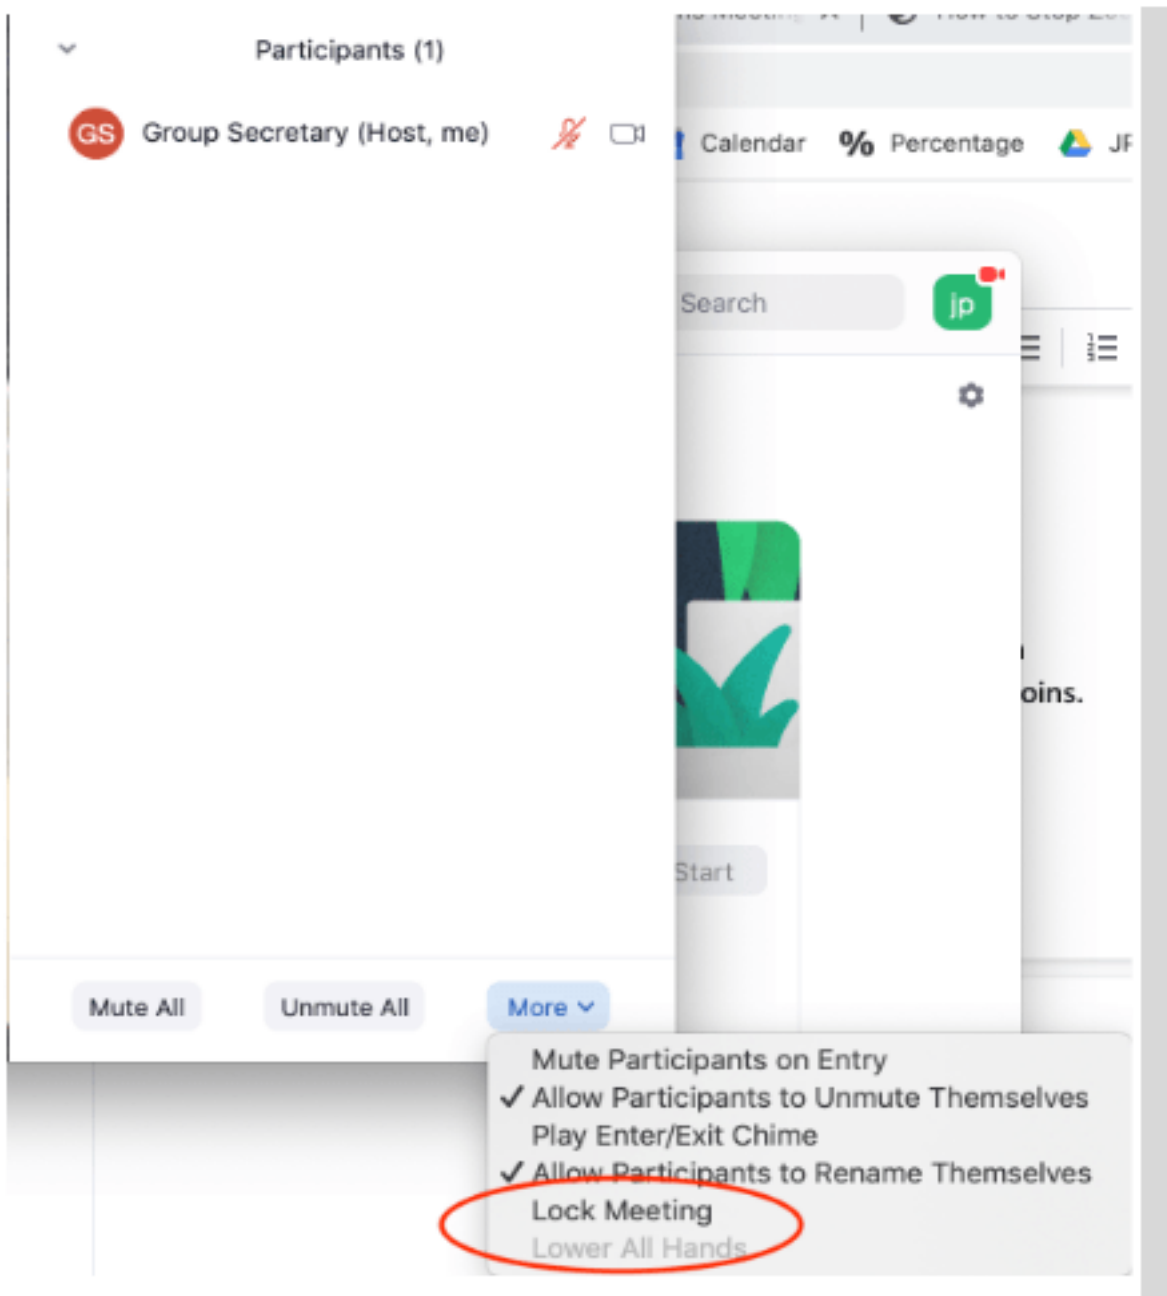 Participants (1)
GS Group Secretary (Host, me)
Calendar % Percentage
Search jp
oins.
Start
Mute All Unmute All More
Mute Participants on Entry
✓ Allow Participants to Unmute Themselves
Play Enter/Exit Chime
✓ Allow Participants to Rename Themselves
Lock Meeting
Lower All Hands